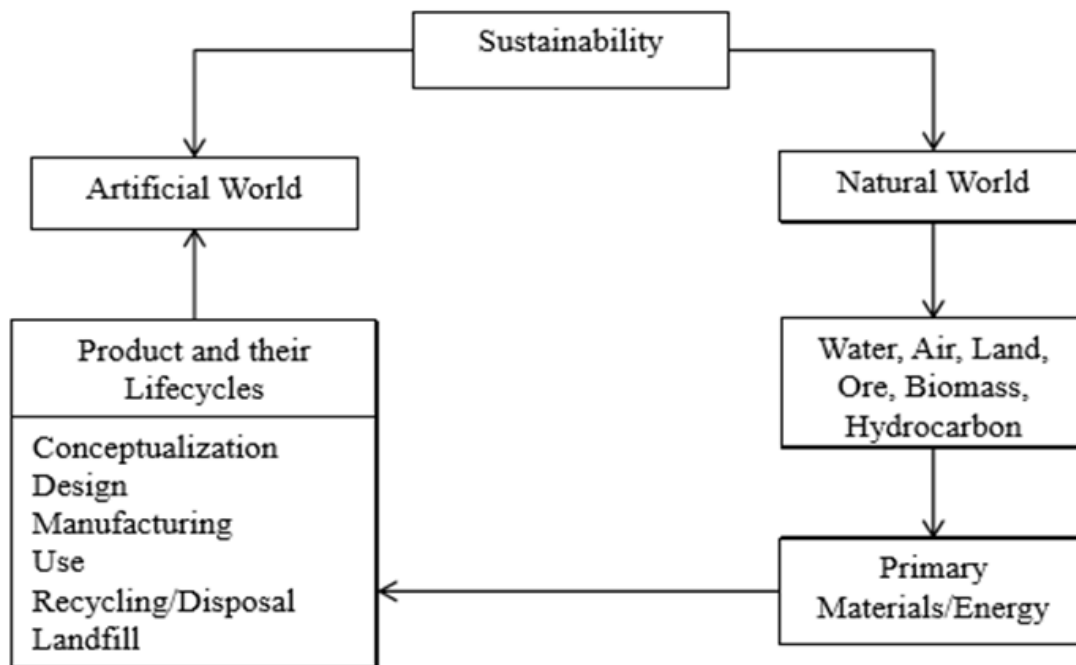 Sustainability
Artificial World
Natural World
Product and their
Lifecycles
Conceptualization
Design
Manufacturing
Use
Recycling/Disposal
Landfill
Water, Air, Land,
Ore, Biomass,
Hydrocarbon
Primary
Materials/Energy